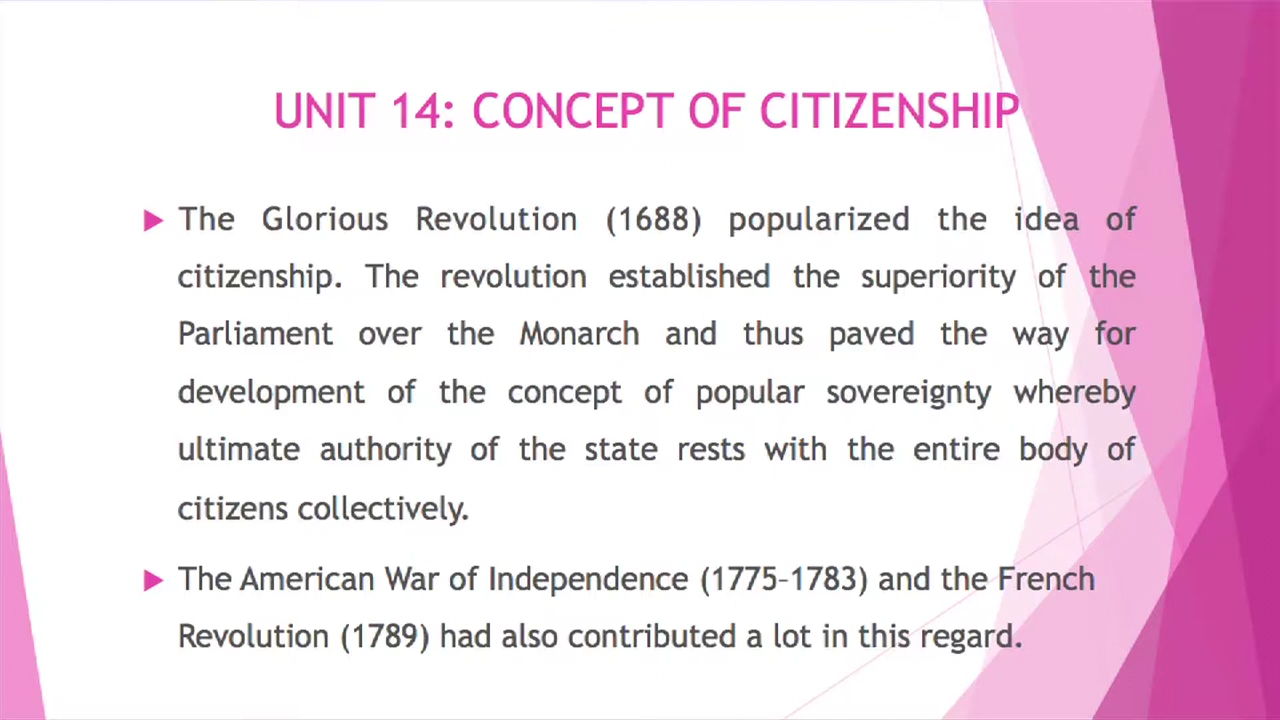 UNIT 14: CONCEPT OF CITIZENSHIP
The Glorious Revolution (1688) popularized the idea of
citizenship. The revolution established the superiority of the
Parliament over the Monarch and thus paved the way for
development of the concept of popular sovereignty whereby
ultimate authority of the state rests with the entire body of
citizens collectively.
The American War of Independence (1775–1783) and the French
Revolution (1789) had also contributed a lot in this regard.